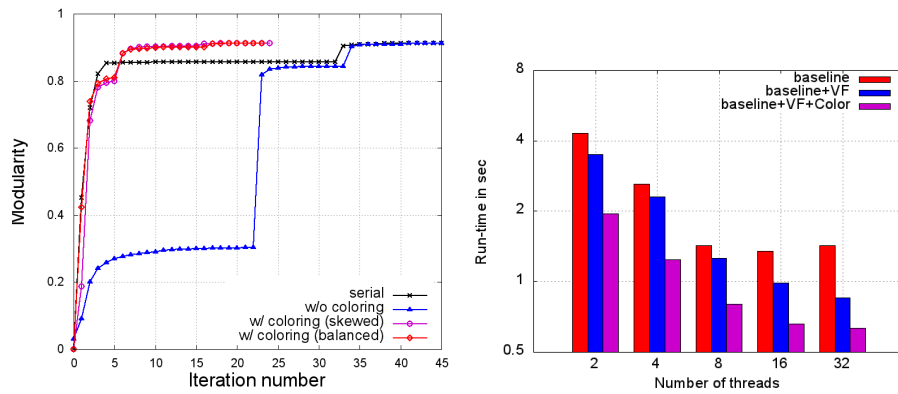 1
0.8
0.6
0.4
0.2
0
Modularity
0 5 10 15 20 25 30 35 40 45
Iteration number
serial
w/o coloring
w/ coloring (skewed)
w/ coloring (balanced)
8
4
2
1
0.5
Run-time in sec
baseline
baseline+VF
baseline+VF+Color
2 4 8 16 32
Number of threads